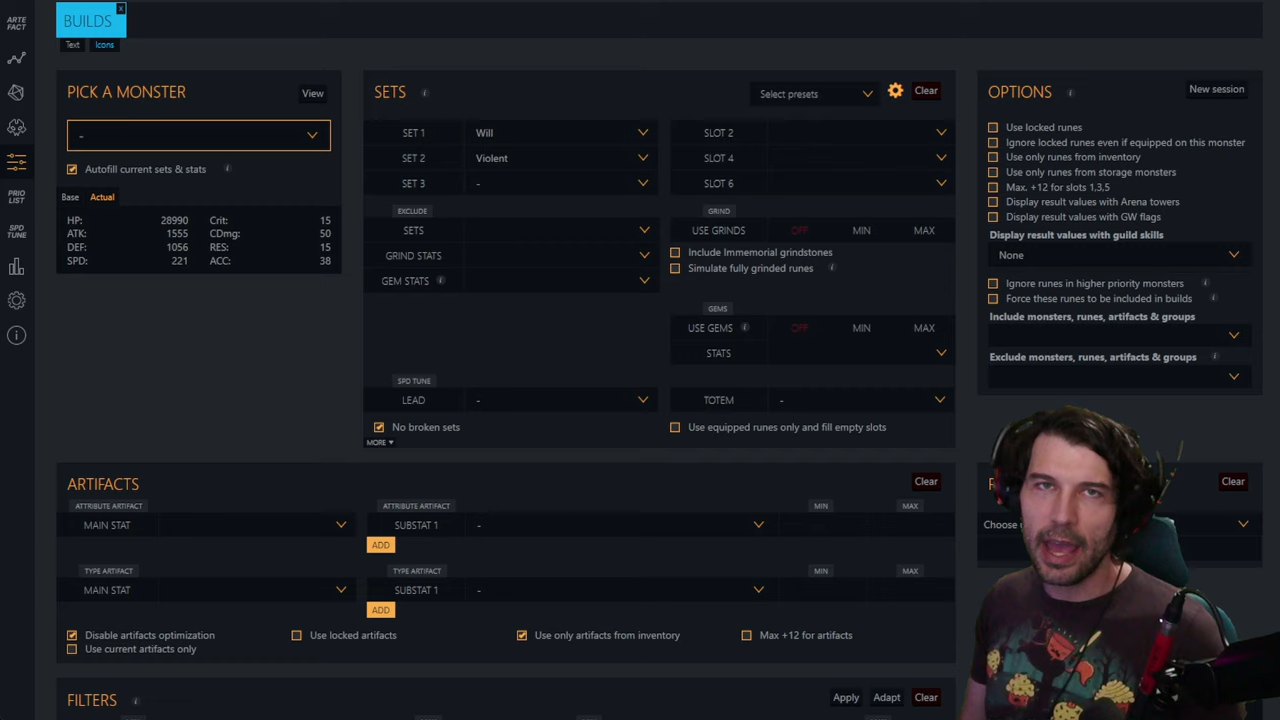 ARTE
FACT
BUILDS
x
Text Icons
PICK A MONSTER
View
-
Autofill current sets & stats i
Base Actual
HP: 28990 Crit: 15
ATK: 1555 CDmg: 50
DEF: 1056 RES: 15
SPD: 221 ACC: 38
PRIO
LIST
SPD
TUNE
SETS i
Select presets
Clear
SET 1 Will
SET 2 Violent
SET 3 -
SLOT 2
SLOT 4
SLOT 6
EXCLUDE
SETS
GRIND STATS
GEM STATS i
GRIND
USE GRINDS OFF MIN MAX
Include Immemorial grindstones
Simulate fully grinded runes i
GEMS
USE GEMS i OFF MIN MAX
STATS
SPD TUNE
LEAD -
TOTEM -
No broken sets
Use equipped runes only and fill empty slots
MORE
OPTIONS i
New session
Use locked runes
Ignore locked runes even if equipped on this monster
Use only runes from inventory
Use only runes from storage monsters
Max. +12 for slots 1,3,5
Display result values with Arena towers
Display result values with GW flags
Display result values with guild skills
None
Ignore runes in higher priority monsters i
Force these runes to be included in builds i
Include monsters, runes, artifacts & groups
Exclude monsters, runes, artifacts & groups i
Clear
Choose
ARTIFACTS
Clear
ATTRIBUTE ARTIFACT ATTRIBUTE ARTIFACT MIN MAX
MAIN STAT SUBSTAT 1 -
ADD
TYPE ARTIFACT TYPE ARTIFACT MIN MAX
MAIN STAT SUBSTAT 1 -
ADD
Disable artifacts optimization Use locked artifacts Use only artifacts from inventory Max +12 for artifacts
Use current artifacts only
FILTERS i
Apply Adapt Clear